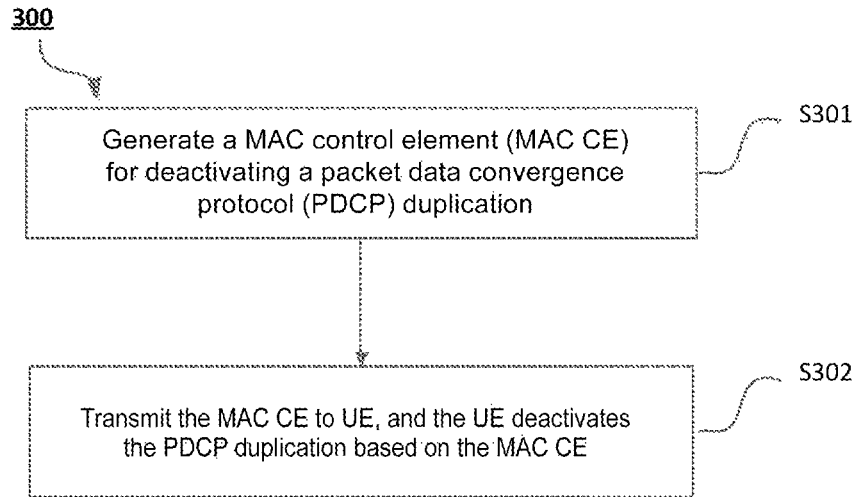 300
S301
Generate a MAC control element (MAC CE)
for deactivating a packet data convergence
protocol (PDCP) duplication
S302
Transmit the MAC CE to UE, and the UE deactivates
the PDCP duplication based on the MAC CE